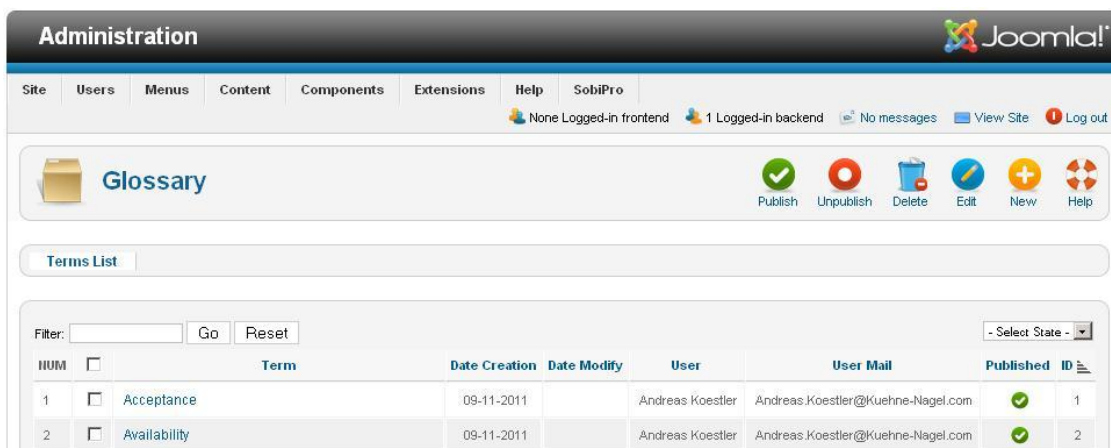 Administration Joomla!
Site Users Menus Content Components Extensions Help SobiPro
None Logged-in frontend 1 Logged-in backend No messages View Site Log out
Glossary
Publish Unpublish Delete Edit New Help
Terms List
Filter: Go Reset - Select State -
NUM Term Date Creation Date Modify User User Mail Published ID
1 Acceptance 09-11-2011 Andreas Koestler Andreas.Koestler@Kuehne-Nagel.com 1
2 Availability 09-11-2011 Andreas Koestler Andreas.Koestler@Kuehne-Nagel.com 2